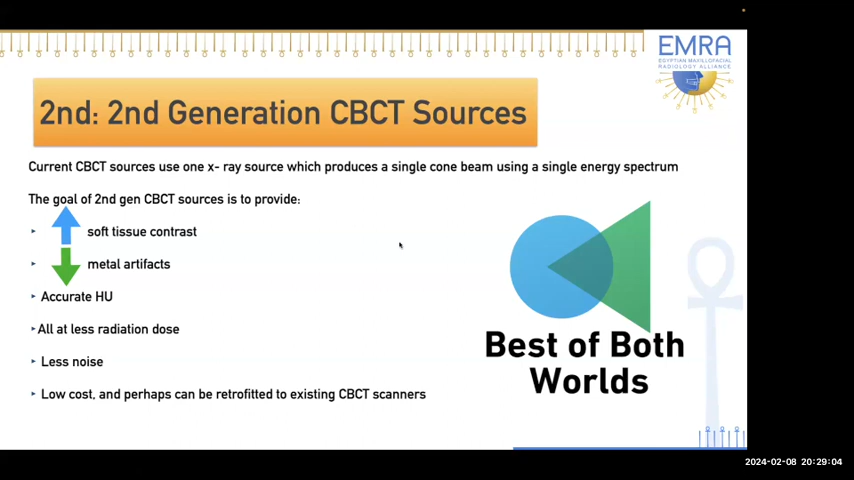 EMRA
EGYPTIAN MAXILLOFACIAL
RADIOLOGY ALLIANCE
2nd: 2nd Generation CBCT Sources
Current CBCT sources use one x- ray source which produces a single cone beam using a single energy spectrum
The goal of 2nd gen CBCT sources is to provide:
soft tissue contrast
metal artifacts
Accurate HU
All at less radiation dose
Less noise
Low cost, and perhaps can be retrofitted to existing CBCT scanners
Best of Both
Worlds
2024-02-08 20:29:04